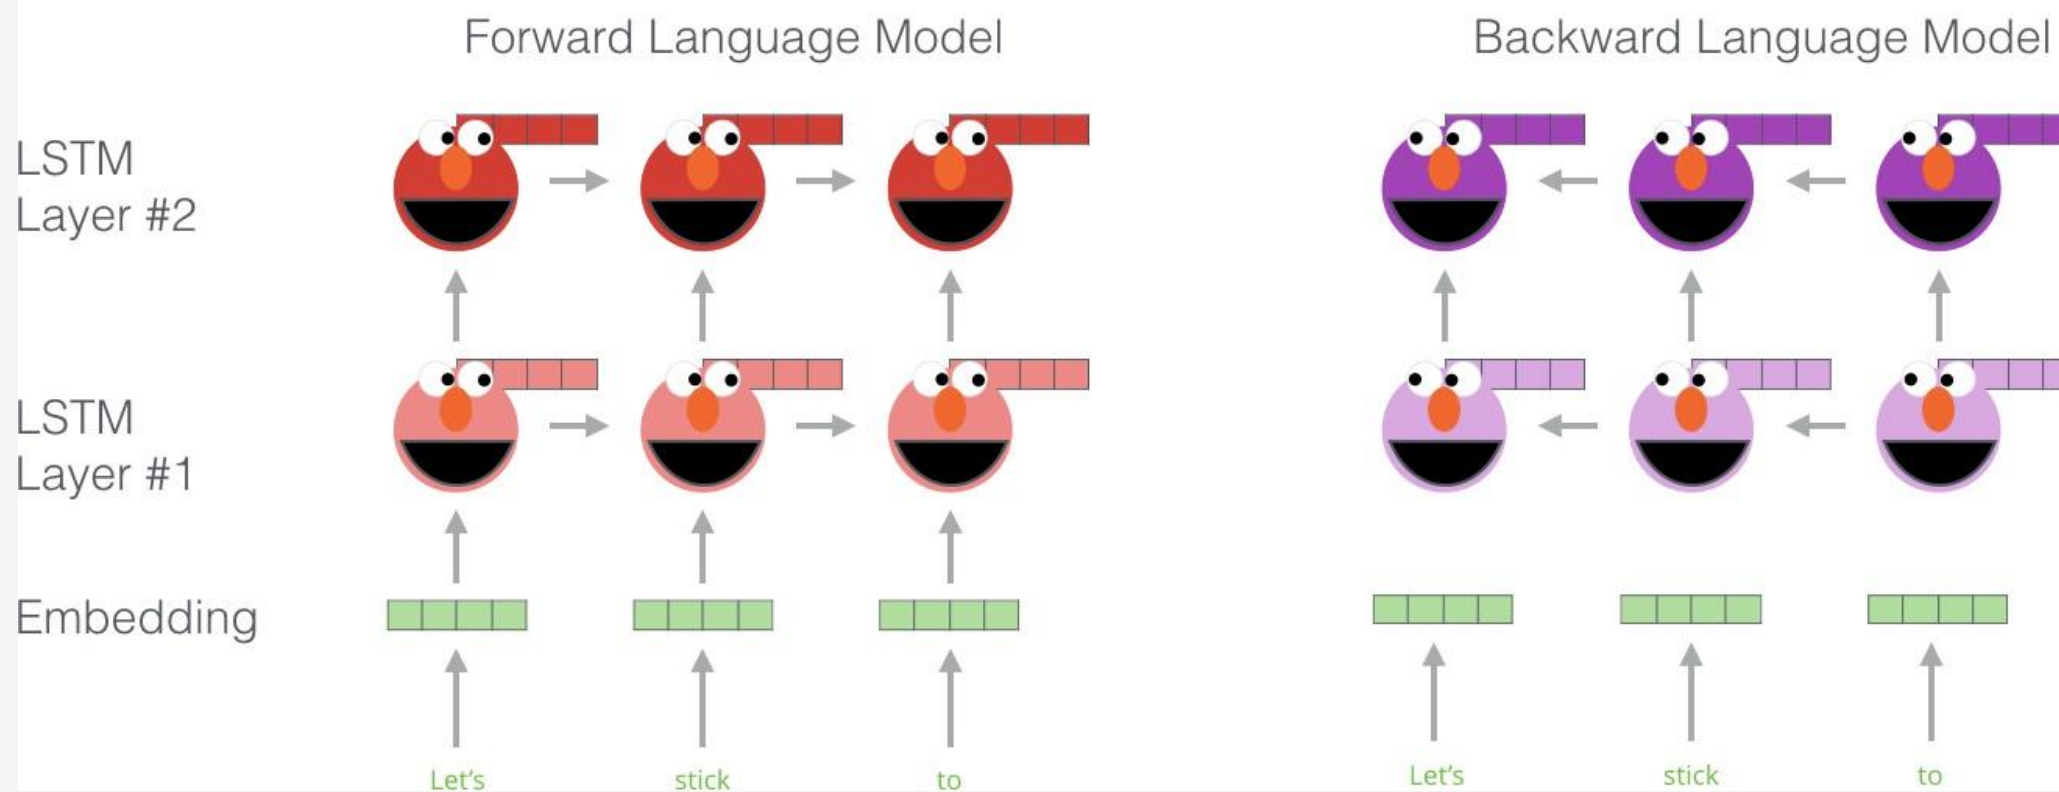 Forward Language Model
Backward Language Model
LSTM
Layer #2
LSTM
Layer #1
Embedding
Let's
stick
to
Let's
stick
to